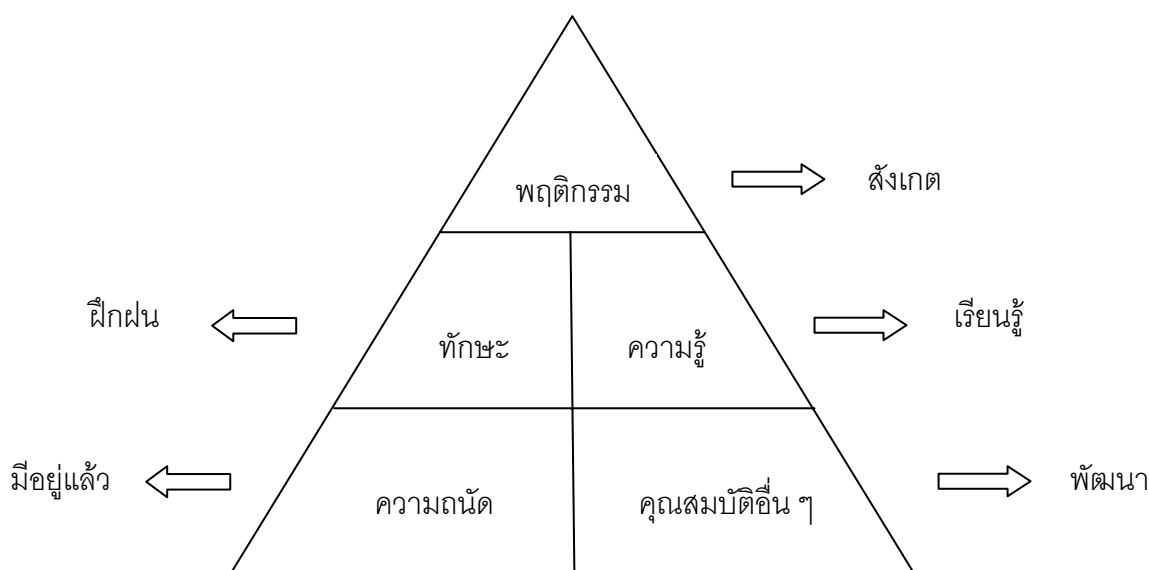 พฤติกรรม
สังเกต
ฝึกฝน
ทักษะ
ความรู้
เรียนรู้
มีอยู่แล้ว
ความถนัด
คุณสมบัติอื่น ๆ
พัฒนา